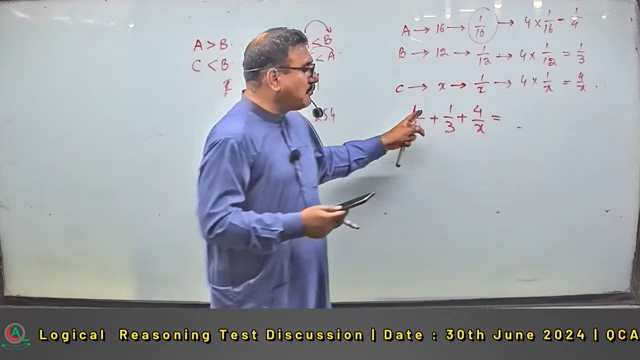 A > B.
< B
C < B
< A.
A → 16 → 1/16 → 4 × 1/16 = 1/4
B → 12 → 1/12 → 4 × 1/12 = 1/3
C → x → 1/x → 4 × 1/x = 4/x.
+ 1/3 + 4/x =
54
Logical Reasoning Test Discussion | Date : 30th June 2024 | QCA